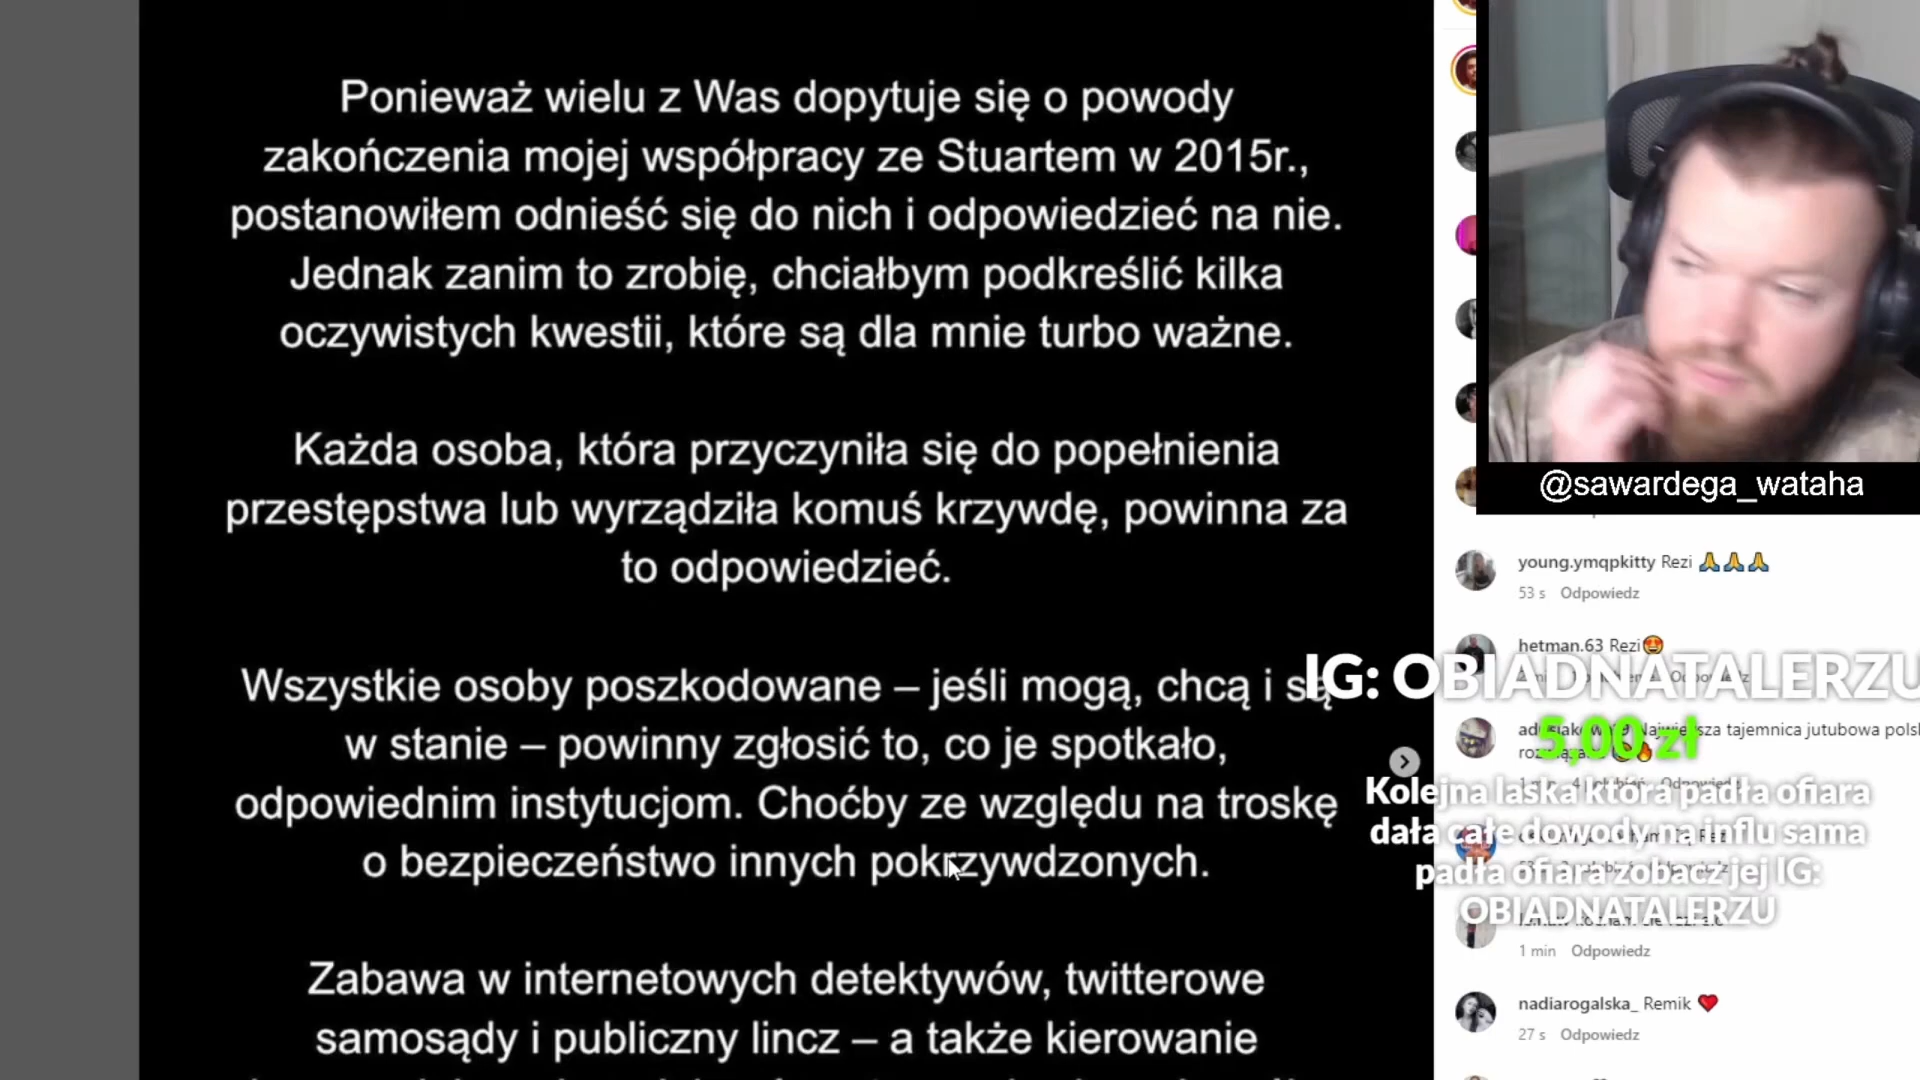 Ponieważ wielu z Was dopytuje się o powody
zakończenia mojej współpracy ze Stuartem w 2015r.,
postanowiłem odnieść się do nich i odpowiedzieć na nie.
Jednak zanim to zrobię, chciałbym podkreślić kilka
oczywistych kwestii, które są dla mnie turbo ważne.
Każda osoba, która przyczyniła się do popełnienia
przestępstwa lub wyrządziła komuś krzywdę, powinna za
to odpowiedzieć.
Wszystkie osoby poszkodowane – jeśli mogą, chcą i są
w stanie – powinny zgłosić to, co je spotkało,
odpowiednim instytucjom. Choćby ze względu na troskę
o bezpieczeństwo innych pokrzywdzonych.
Zabawa w internetowych detektywów, twitterowe
samosądy i publiczny lincz – a także kierowanie
@sawardega_wataha
young.ymqpkitty Rezi 🙏🙏🙏
53 s Odpowiedz
hetman.63 Rezi😍
IG: OBIADNATALERZU
tajemnica jutubowa
5,00 zł
Kolejna laska która padła ofiara
dała całe dowody na influ sama
padła ofiara zobacz jej IG:
OBIADNATALERZU
1 min Odpowiedz
nadiarogalska_ Remik ❤️
27 s Odpowiedz